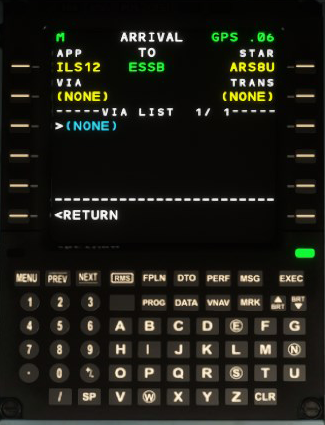 M ARRIVAL GPS .06
APP TO STAR
ILS12 ESSB ARS8U
VIA TRANS
(NONE) (NONE)
-----VIA LIST 1/ 1-----
>(NONE)
------------------------
<RETURN
MENU PREV NEXT RMS FPLN DTO PERF MSG EXEC
1 2 3 PROG DATA VNAV MRK ▲ BRT BRT ▼
4 5 6 A B C D E F G
7 8 9 H I J K L M N
· 0 O P Q R S T U
/ SP V W X Y Z CLR